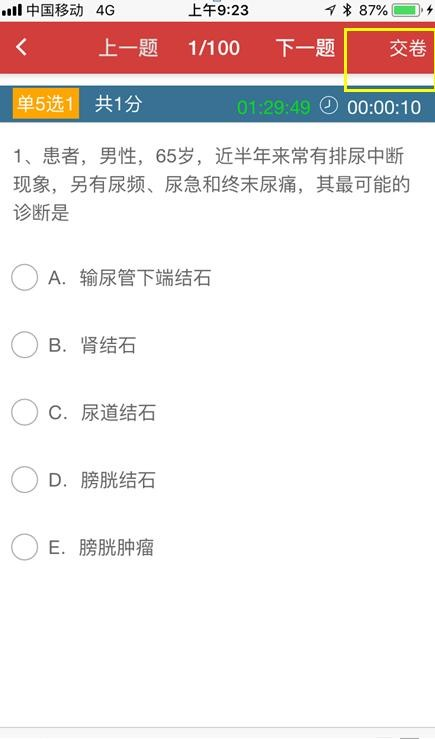 中国移动 4G 上午9:23 87%
上一题 1/100 下一题 交卷
单5选1 共1分 01:29:49 00:00:10
1、患者，男性，65岁，近半年来常有排尿中断
现象，另有尿频、尿急和终末尿痛，其最可能的
诊断是
A. 输尿管下端结石
B. 肾结石
C. 尿道结石
D. 膀胱结石
E. 膀胱肿瘤